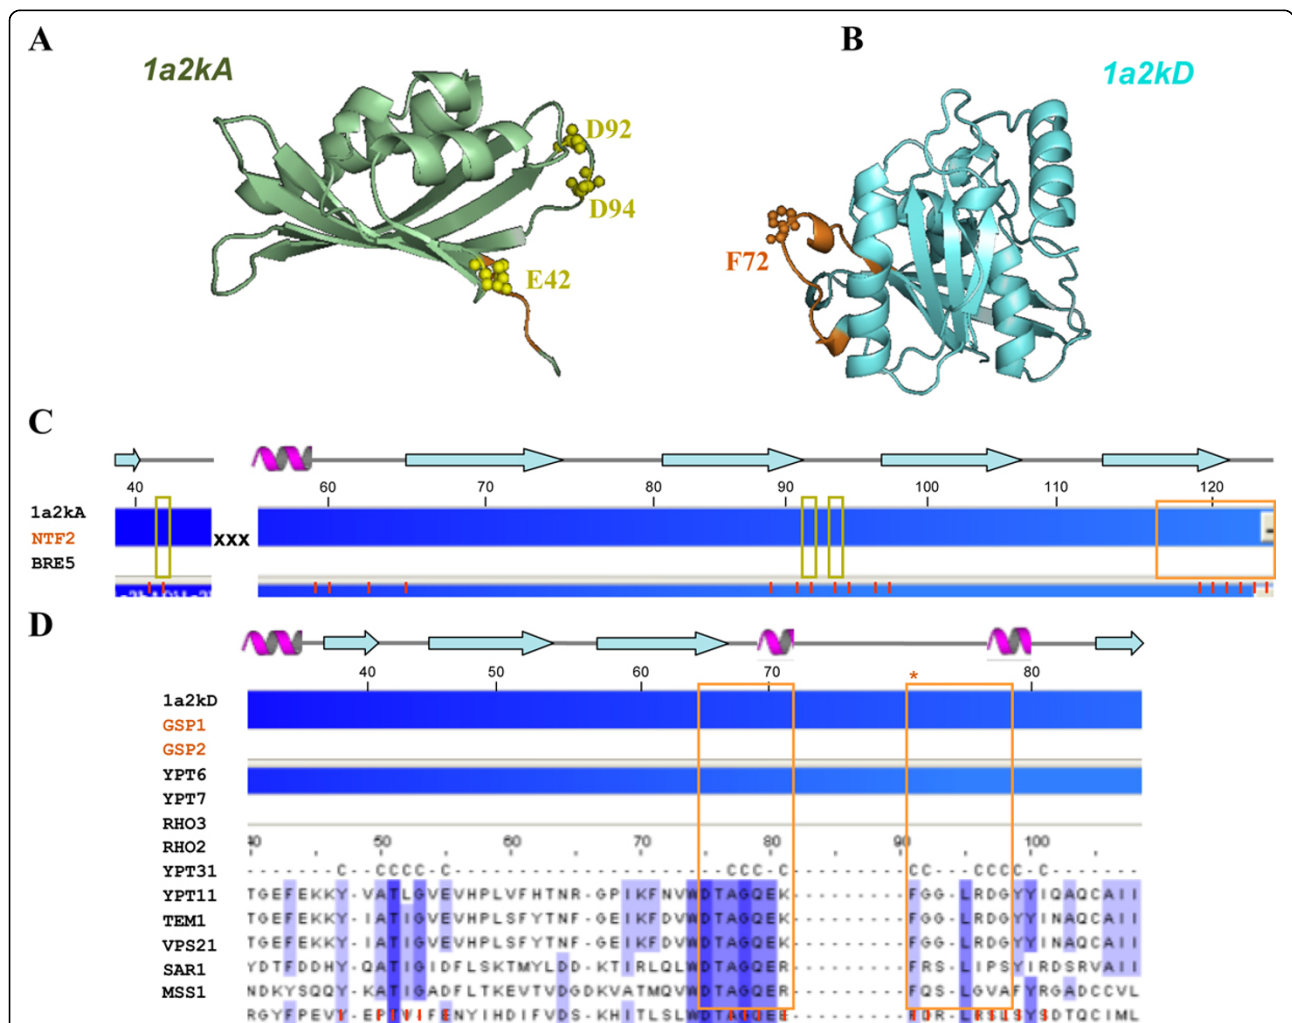 A
B
1a2kA
1a2kD
D92
D94
E42
F72
C
40 60 70 80 90 100 110 120
1a2kA
NTF2 xxx
BRE5
D
40 50 60 70 80
*
1a2kD
GSP1
GSP2
YPT6
YPT7
RHO3
RHO2
YPT31
YPT11
TEM1
VPS21
SAR1
MSS1
40 50 60 70 80 90 100
- - - - - - - C - - C C C C - C - - - - - - - - - - - - - - - - - - - - - C C C - C - - - - - - - - - C C - - - C C C C - C - - - - - - -
TGEFEKKY-VATLGVEVHPLVFHTNR-GPIKFNVWDTAGQEK---------FGG-LRDGYYIQAQCAII
TGEFEKKY-IATIGVEVHPLSFYTNF-GEIKFDVWDTAGQEK---------FGG-LRDGYYINAQCAII
TGEFEKKY-IATIGVEVHPLSFYTNF-GEIKFDVWDTAGQEK---------FGG-LRDGYYINAQCAII
YDTFDDHY-QATIGIDFLSKTMYLDD-KTIRLQLWDTAGQER---------FRS-LIPSYIRDSRVAII
NDKYSQQY-KATIGADFLTKEVTVDGDKVATMQVWDTAGQER---------FQS-LGVAFYRGADCCVL